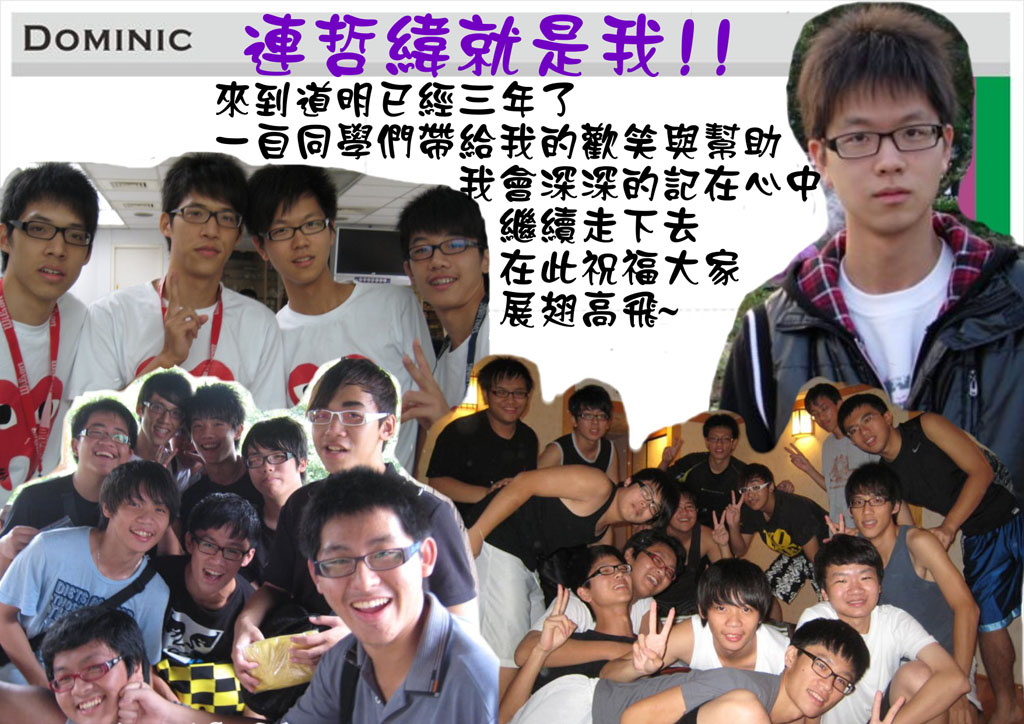 DOMINIC
連哲緯就是我!!
來到道明已經三年了
一直同學們帶給我的歡笑與幫助
我會深深的記在心中
繼續走下去
在此祝福大家
展翅高飛~